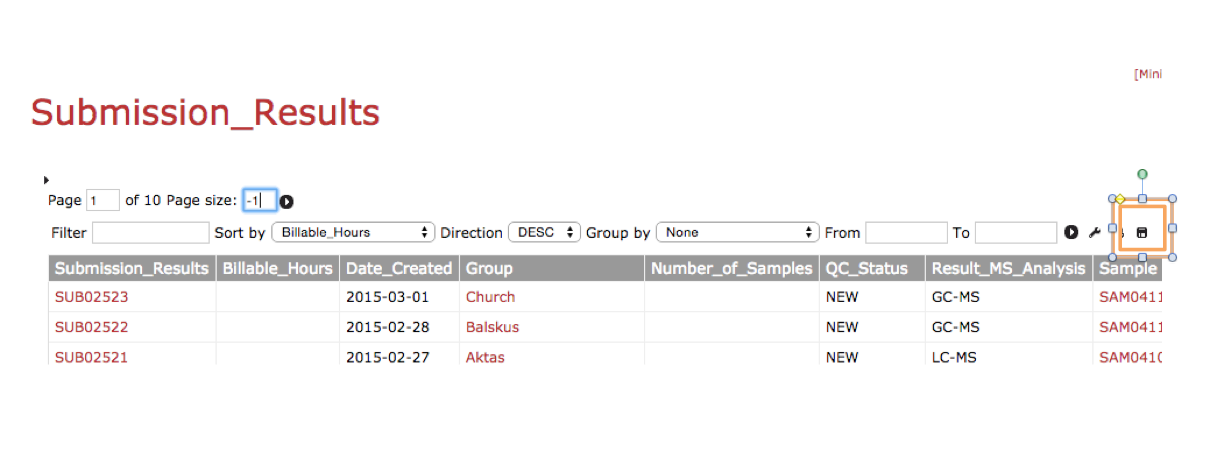 [Mini
Submission_Results
Page 1 of 10 Page size: -1
Filter Sort by Billable_Hours Direction DESC Group by None From To
Submission_Results Billable_Hours Date_Created Group Number_of_Samples QC_Status Result_MS_Analysis Sample
SUB02523 2015-03-01 Church NEW GC-MS SAM0411
SUB02522 2015-02-28 Balskus NEW GC-MS SAM0411
SUB02521 2015-02-27 Aktas NEW LC-MS SAM0410